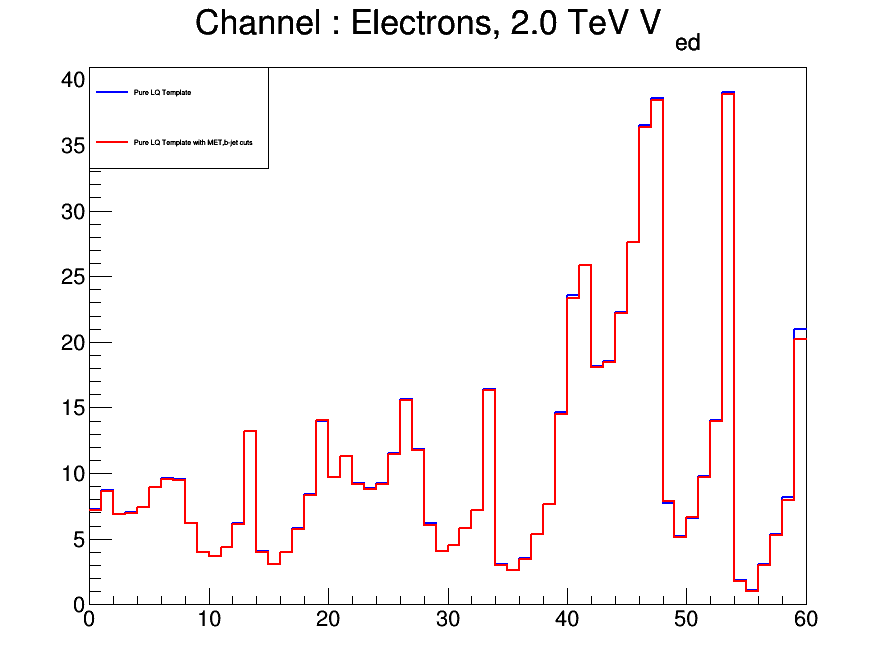 Channel : Electrons, 2.0 TeV V ed
Pure LQ Template
Pure LQ Template with MET,b-jet cuts
40
35
30
25
20
15
10
5
0
0 10 20 30 40 50 60